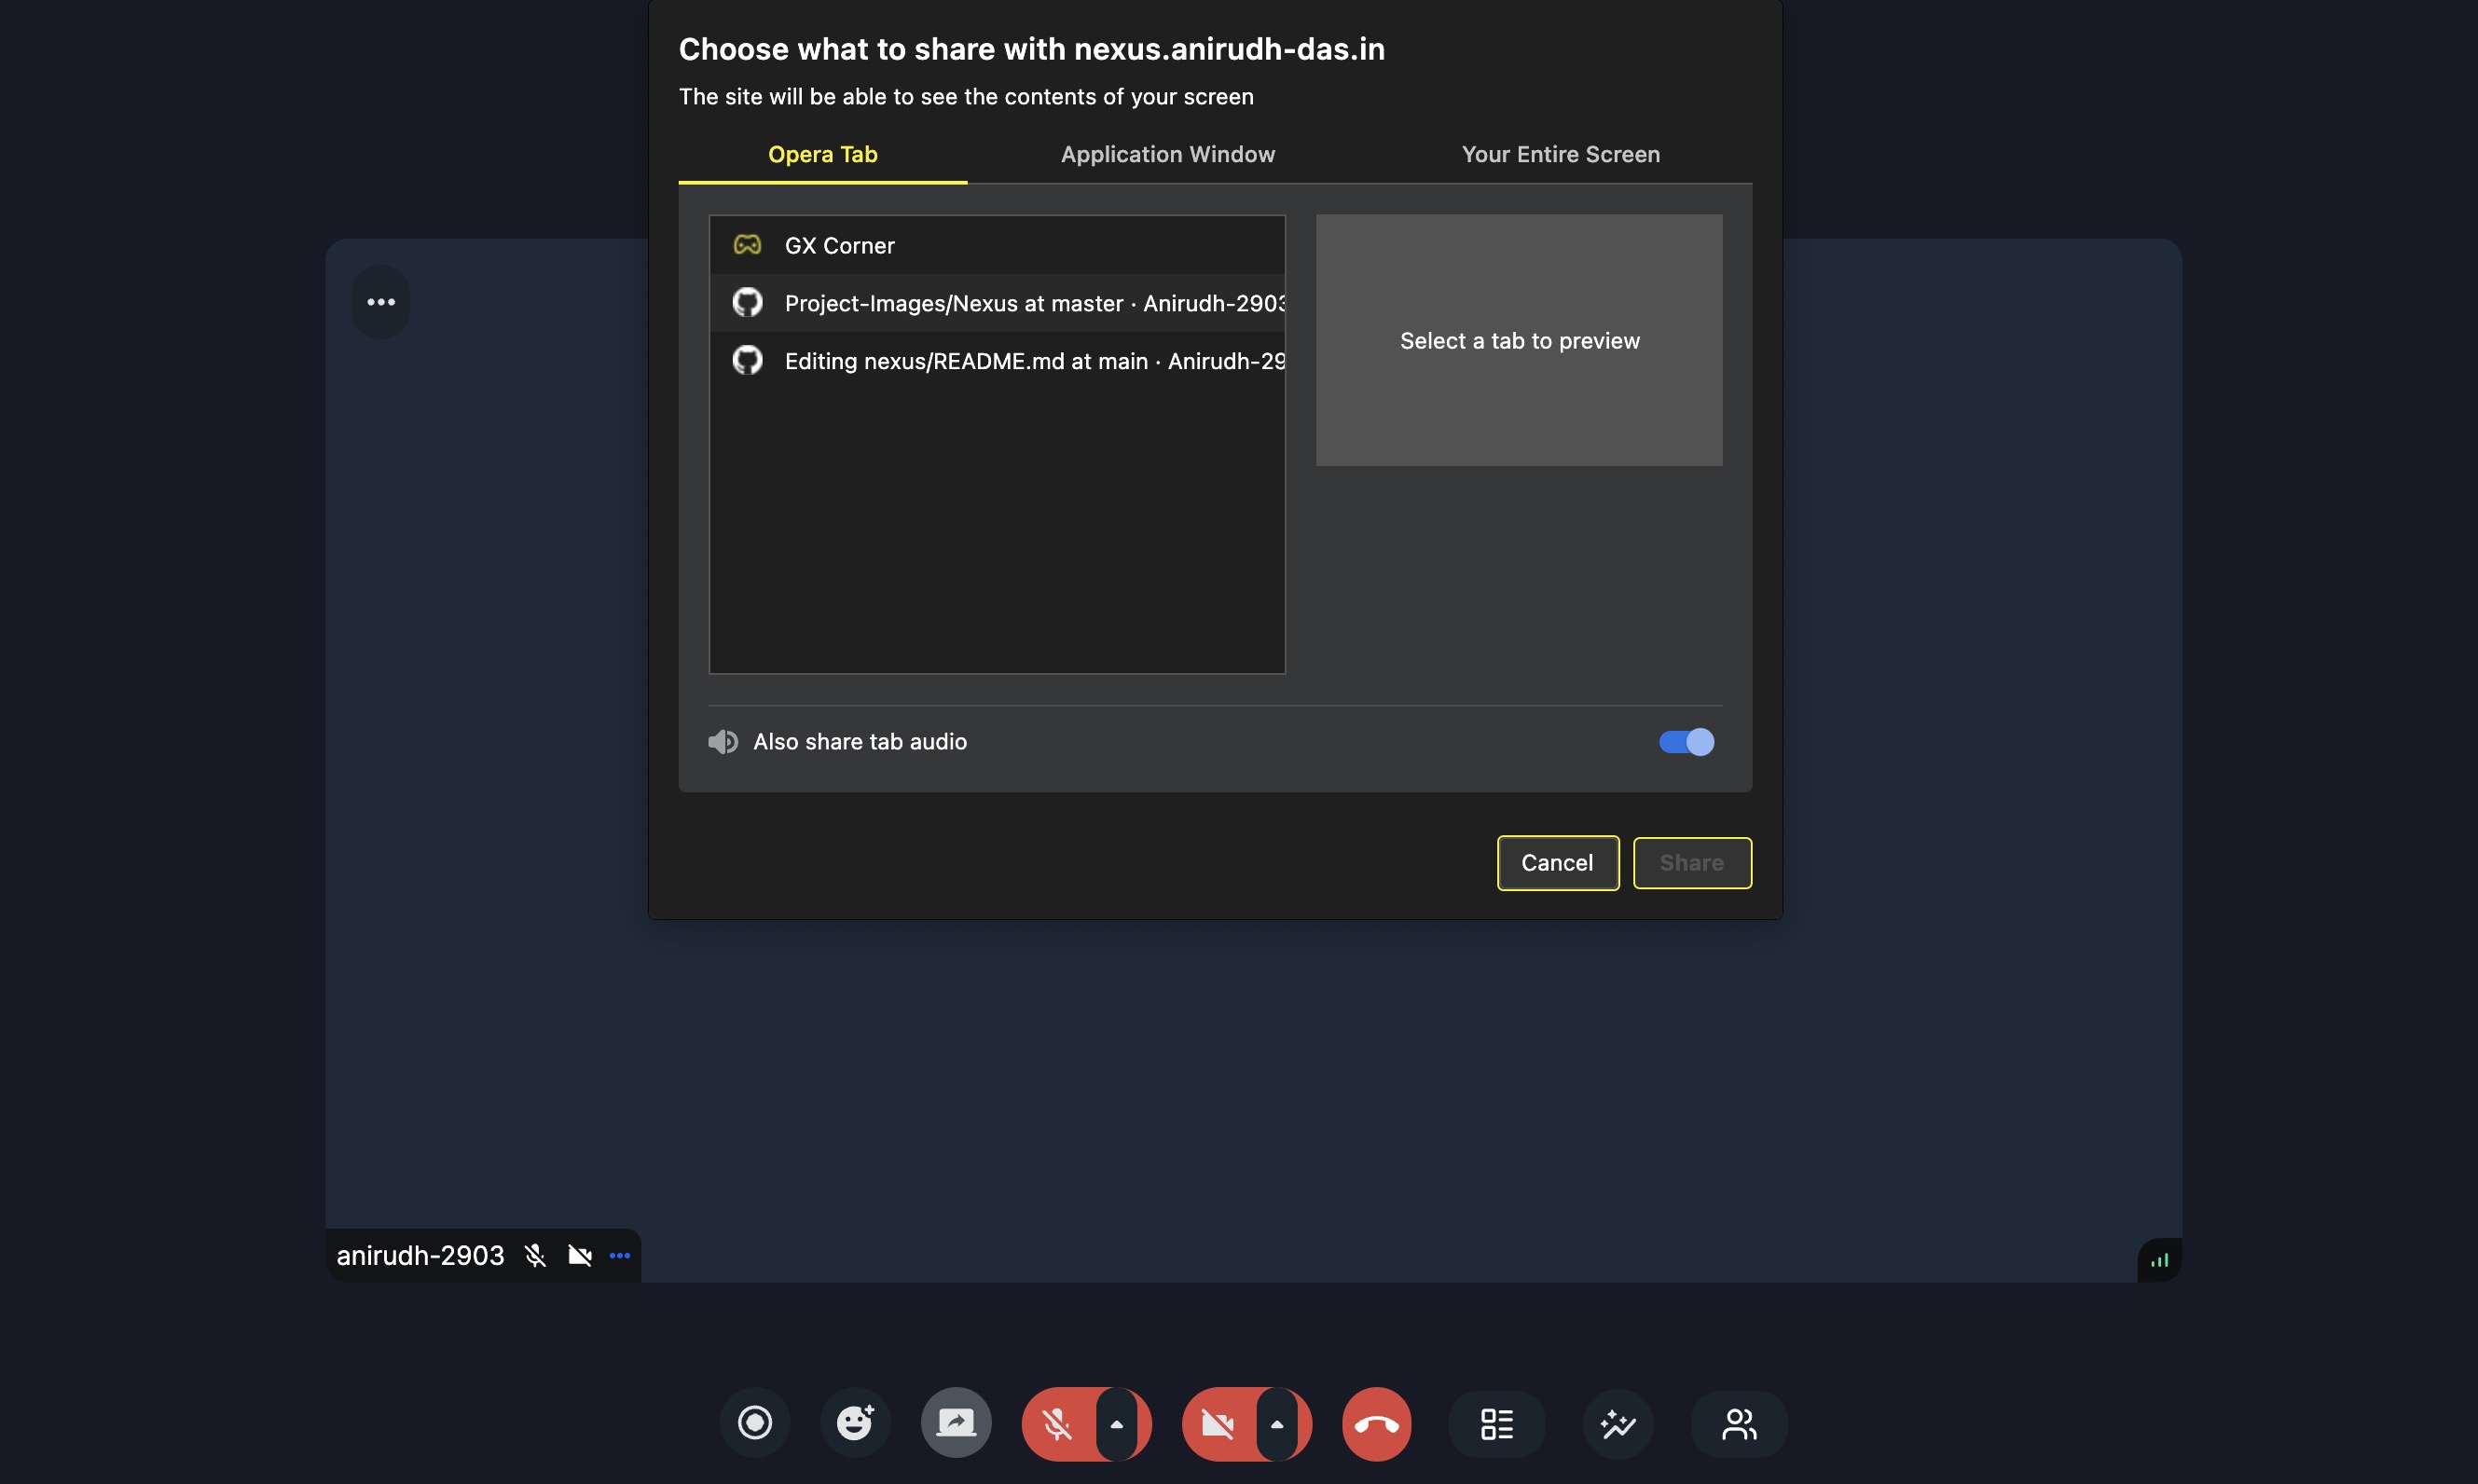 Choose what to share with nexus.anirudh-das.in
The site will be able to see the contents of your screen
Opera Tab Application Window Your Entire Screen
GX Corner
Project-Images/Nexus at master · Anirudh-2903
Editing nexus/README.md at main · Anirudh-29
Select a tab to preview
Also share tab audio
Cancel Share
anirudh-2903